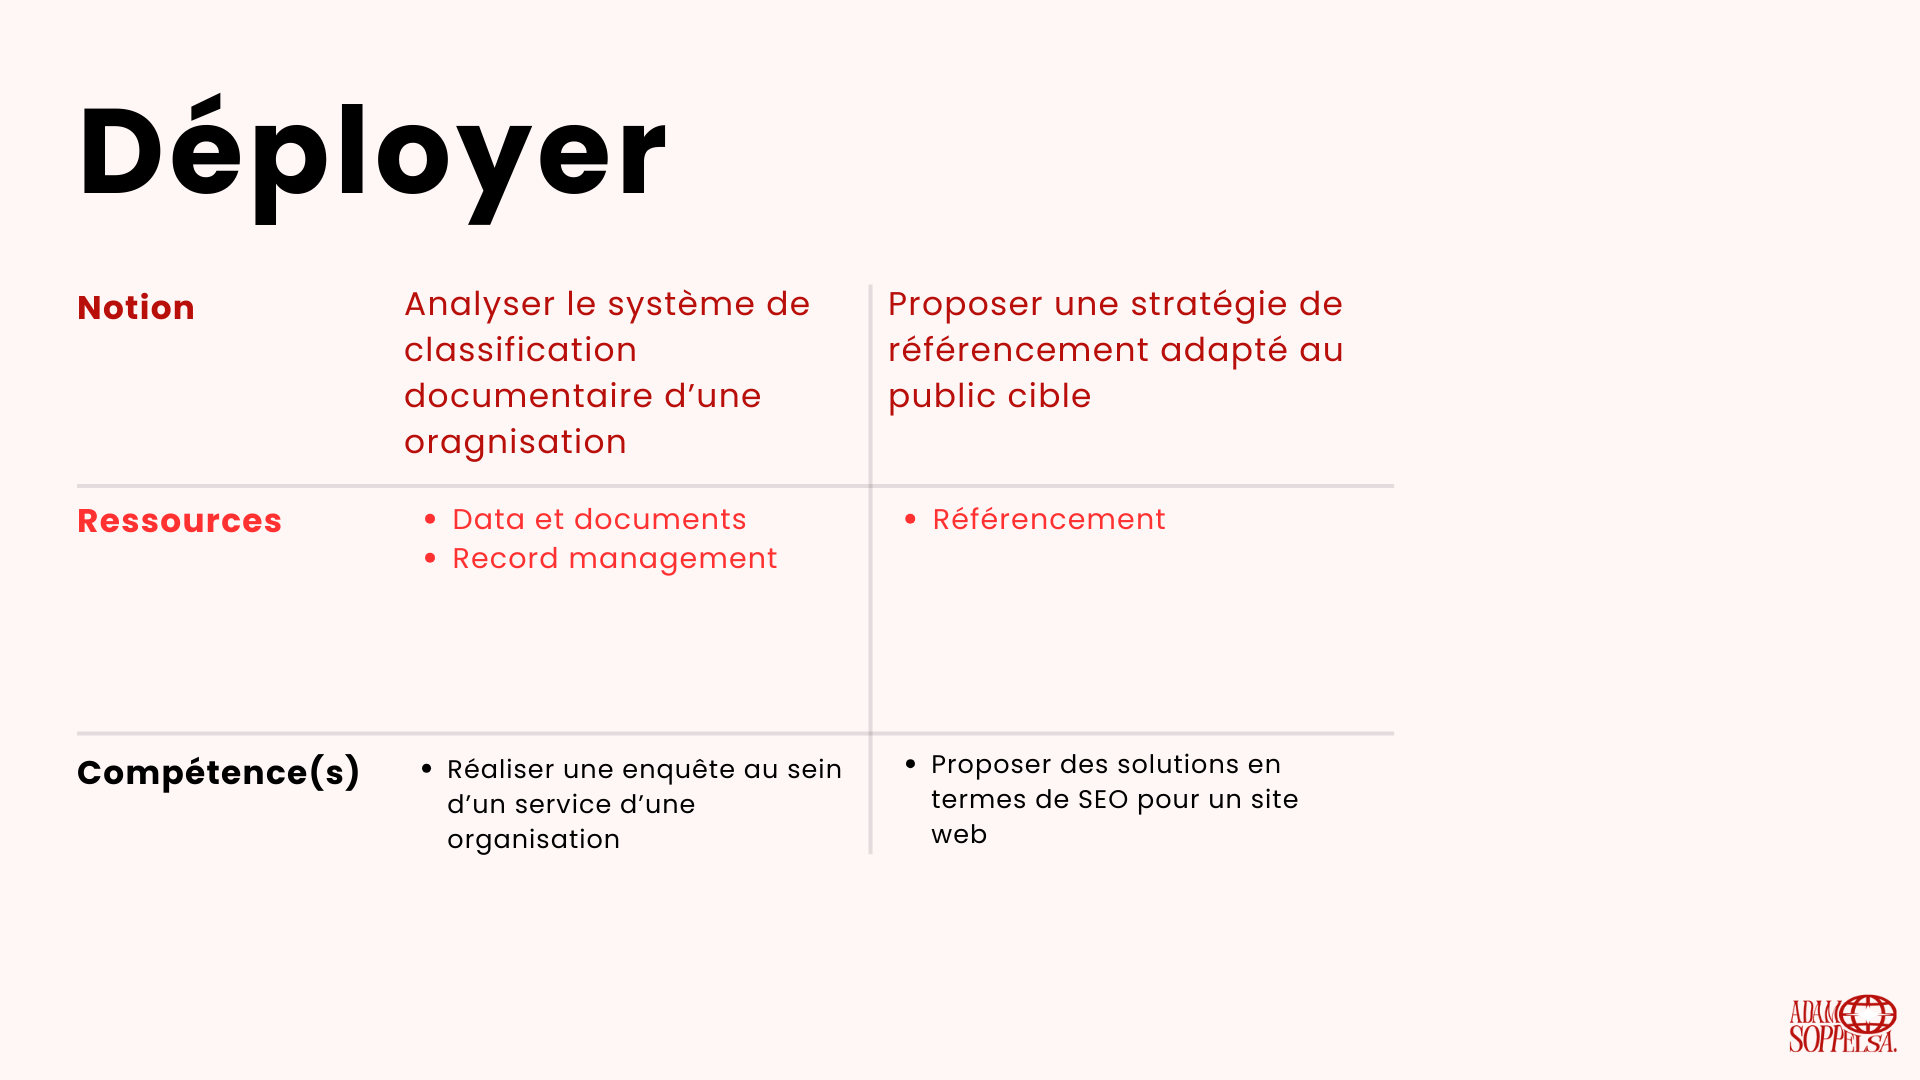 Déployer
Notion
Analyser le système de
classification
documentaire d’une
oragnisation
Proposer une stratégie de
référencement adapté au
public cible
Ressources
Data et documents
Record management
Référencement
Compétence(s)
Réaliser une enquête au sein
d’un service d’une
organisation
Proposer des solutions en
termes de SEO pour un site
web
ADAM
SOPPELSA.